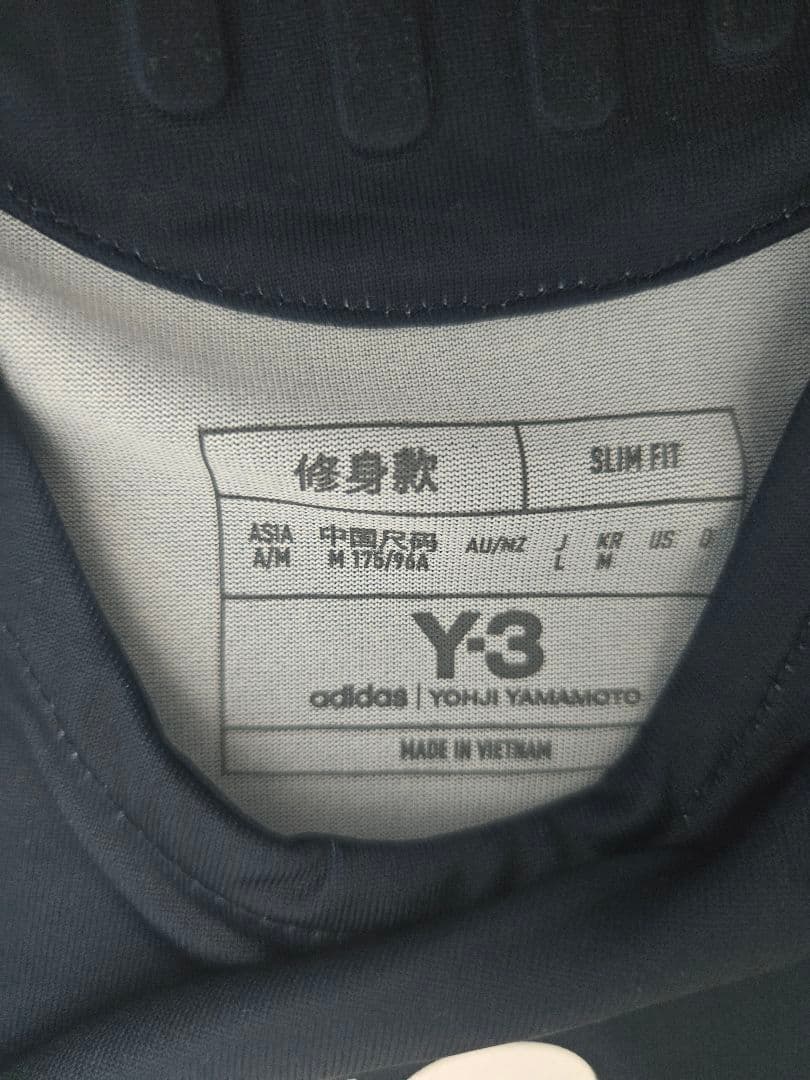 修身款 SLIM FIT
ASIA 中国尺码 AU/NZ J KR US
A/M M 175/96A L M
Y-3
adidas | YOHJI YAMAMOTO
MADE IN VIETNAM